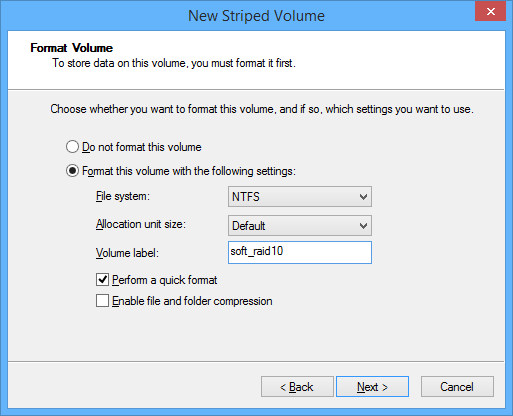 New Striped Volume
Format Volume
To store data on this volume, you must format it first.
Choose whether you want to format this volume, and if so, which settings you want to use.
Do not format this volume
Format this volume with the following settings:
File system: NTFS
Allocation unit size: Default
Volume label: soft_raid10
Perform a quick format
Enable file and folder compression
< Back Next > Cancel